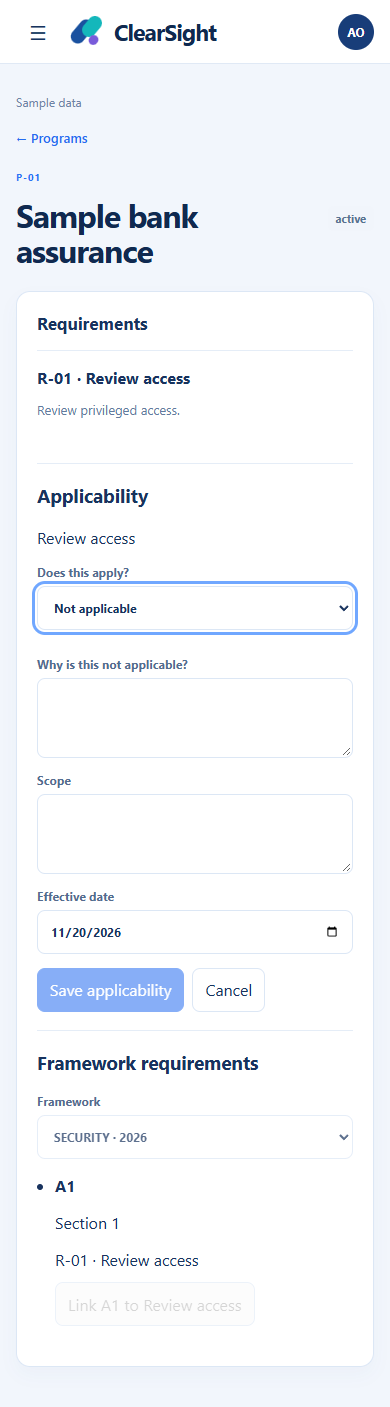 ☰ ClearSight AO
Sample data
← Programs
P-01
Sample bank assurance
active
Requirements
R-01 · Review access
Review privileged access.
Applicability
Review access
Does this apply?
Not applicable
Why is this not applicable?
Scope
Effective date
11/20/2026
Save applicability Cancel
Framework requirements
Framework
SECURITY · 2026
• A1
Section 1
R-01 · Review access
Link A1 to Review access